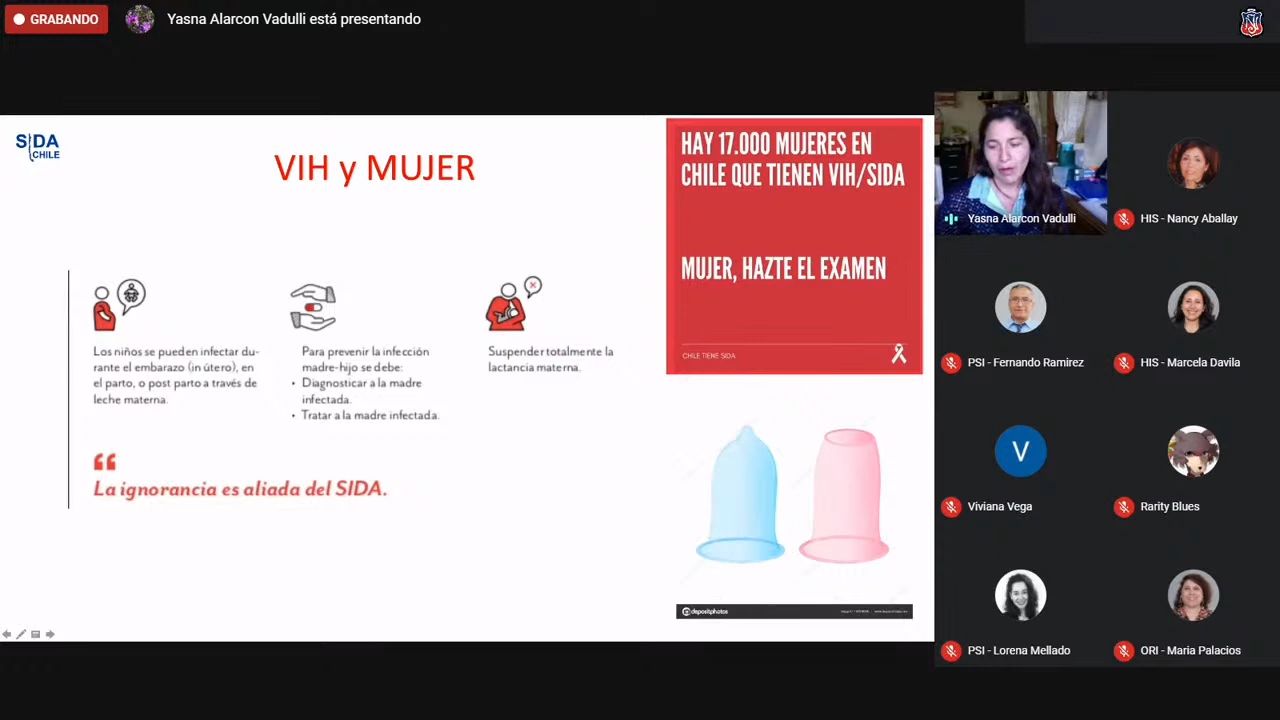 GRABANDO
Yasna Alarcon Vadulli está presentando
SIDA
CHILE
VIH y MUJER
HAY 17.000 MUJERES EN
CHILE QUE TIENEN VIH/SIDA
MUJER, HAZTE EL EXAMEN
CHILE TIENE SIDA
Los niños se pueden infectar du-
rante el embarazo (in útero), en
el parto, o post parto a través de
leche materna.
Para prevenir la infección
madre-hijo se debe:
• Diagnosticar a la madre
infectada.
• Tratar a la madre infectada.
Suspender totalmente la
lactancia materna.
“
La ignorancia es aliada del SIDA.
depositphotos
Yasna Alarcon Vadulli
HIS - Nancy Aballay
PSI - Fernando Ramirez
HIS - Marcela Davila
V
Viviana Vega
Rarity Blues
PSI - Lorena Mellado
ORI - Maria Palacios